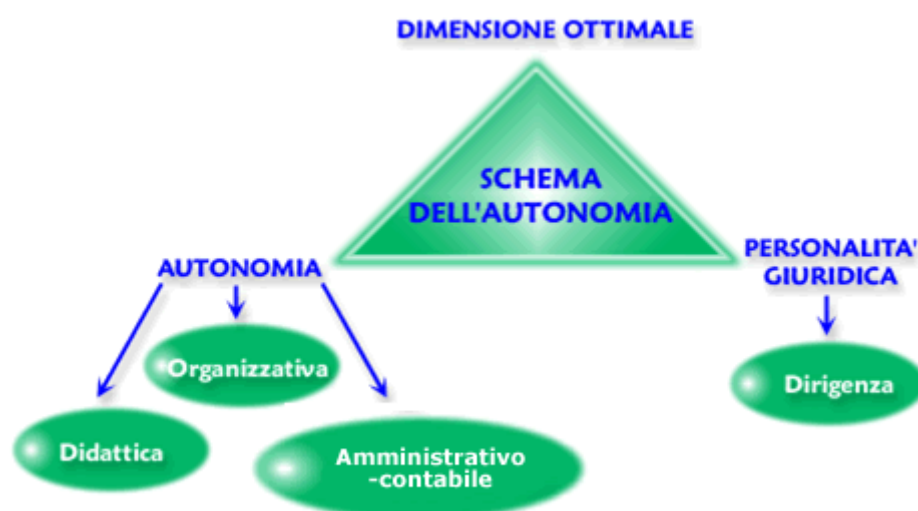 DIMENSIONE OTTIMALE
SCHEMA
DELL'AUTONOMIA
PERSONALITA'
GIURIDICA
AUTONOMIA
Organizzativa
Dirigenza
Didattica
Amministrativo
-contabile